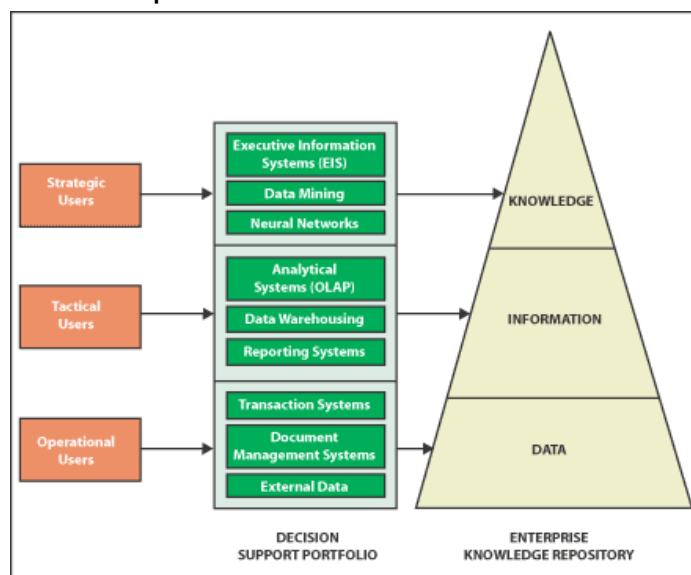 Executive Information
Systems (EIS)
Strategic
Users
Data Mining
Neural Networks
KNOWLEDGE
Analytical
Systems (OLAP)
Tactical
Users
Data Warehousing
Reporting Systems
INFORMATION
Transaction Systems
Operational
Users
Document
Management Systems
External Data
DATA
DECISION
SUPPORT PORTFOLIO
ENTERPRISE
KNOWLEDGE REPOSITORY